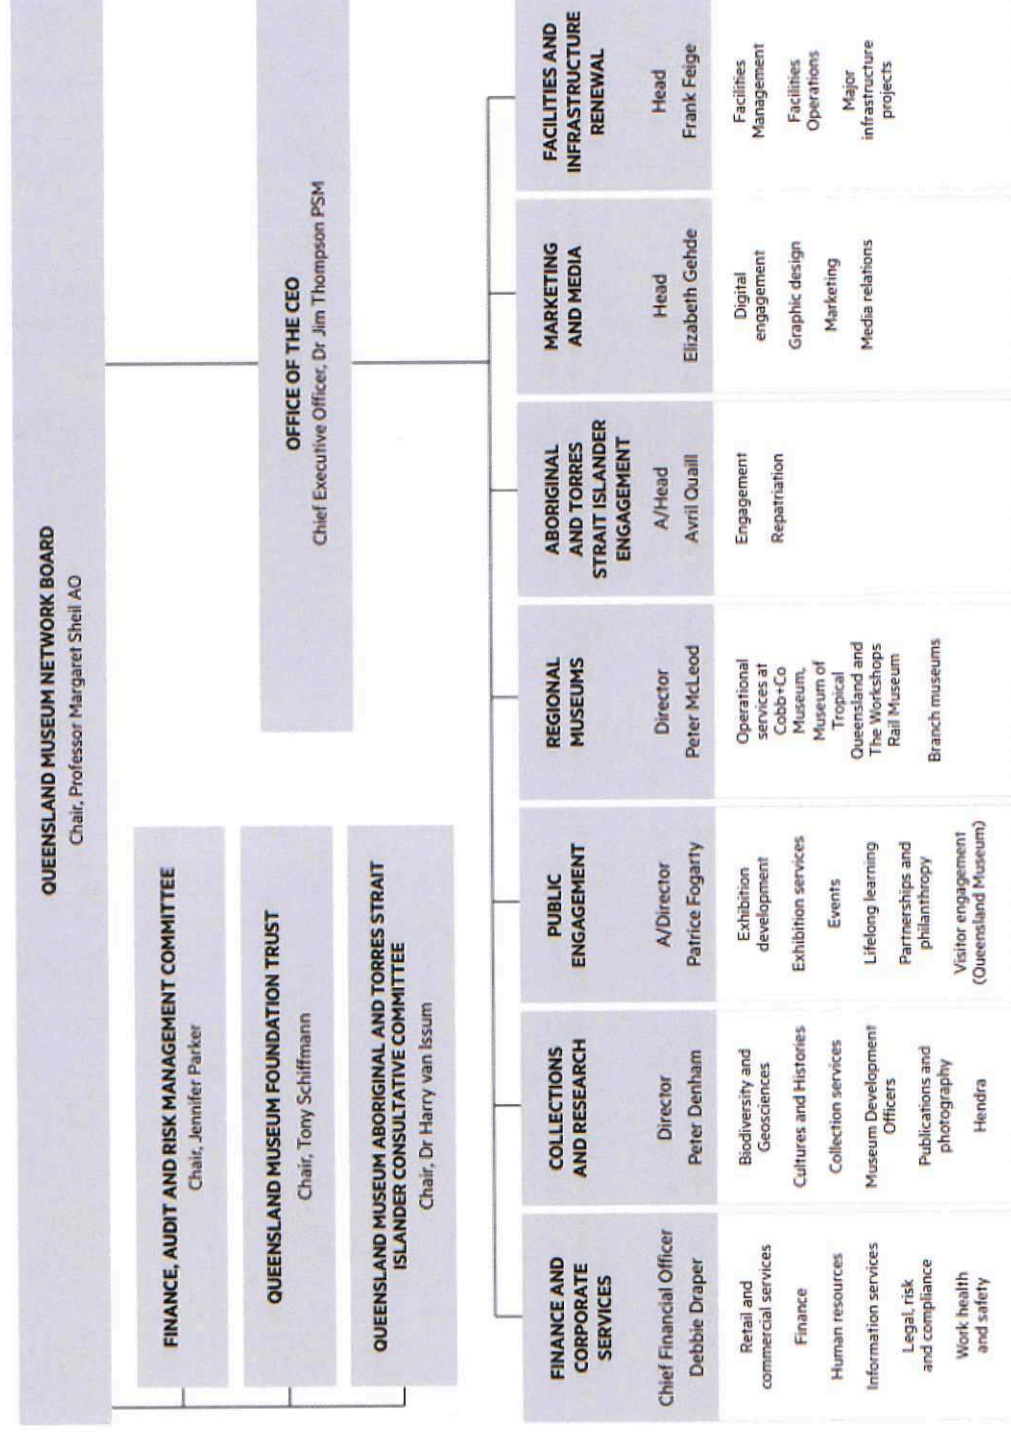 QUEENSLAND MUSEUM NETWORK BOARD
Chair, Professor Margaret Sheil AO
FINANCE, AUDIT AND RISK MANAGEMENT COMMITTEE
Chair, Jennifer Parker
QUEENSLAND MUSEUM FOUNDATION TRUST
Chair, Tony Schiffmann
QUEENSLAND MUSEUM ABORIGINAL AND TORRES STRAIT
ISLANDER CONSULTATIVE COMMITTEE
Chair, Dr Harry van Issum
OFFICE OF THE CEO
Chief Executive Officer, Dr Jim Thompson PSM
FINANCE AND
CORPORATE
SERVICES
Chief Financial Officer
Debbie Draper
Retail and
commercial services
Finance
Human resources
Information services
Legal, risk
and compliance
Work health
and safety
COLLECTIONS
AND RESEARCH
Director
Peter Denham
Biodiversity and
Geosciences
Cultures and Histories
Collection services
Museum Development
Officers
Publications and
photography
Hendra
PUBLIC
ENGAGEMENT
A/Director
Patrice Fogarty
Exhibition
development
Exhibition services
Events
Lifelong learning
Partnerships and
philanthropy
Visitor engagement
(Queensland Museum)
REGIONAL
MUSEUMS
Director
Peter McLeod
Operational
services at
Cobb+Co
Museum,
Museum of
Tropical
Queensland and
The Workshops
Rail Museum
Branch museums
ABORIGINAL
AND TORRES
STRAIT ISLANDER
ENGAGEMENT
A/Head
Avril Quaill
Engagement
Repatriation
MARKETING
AND MEDIA
Head
Elizabeth Gehde
Digital
engagement
Graphic design
Marketing
Media relations
FACILITIES AND
INFRASTRUCTURE
RENEWAL
Head
Frank Feige
Facilities
Management
Facilities
Operations
Major
infrastructure
projects